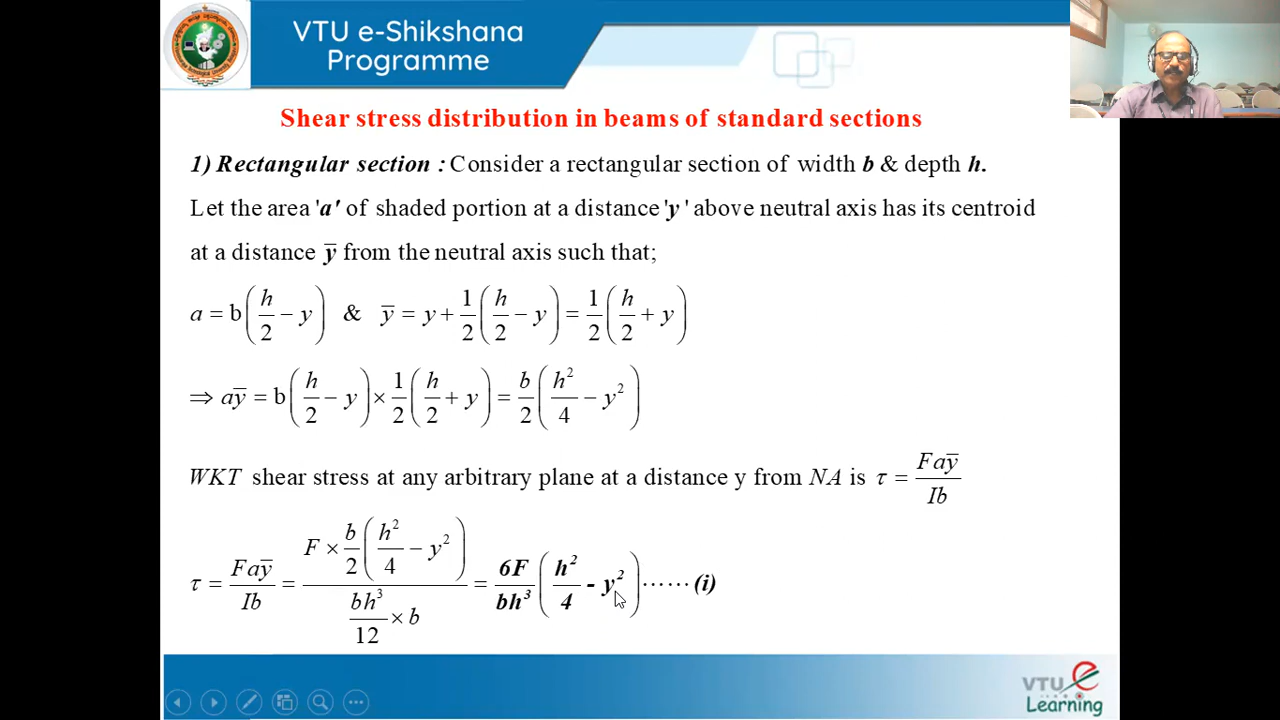 VTU e-Shikshana
Programme
Shear stress distribution in beams of standard sections
1) Rectangular section : Consider a rectangular section of width b & depth h.
Let the area 'a' of shaded portion at a distance 'y' above neutral axis has its centroid
at a distance y̅ from the neutral axis such that;
a = b(h/2 − y) & y̅ = y + 1/2(h/2 − y) = 1/2(h/2 + y)
⇒ ay̅ = b(h/2 − y) × 1/2(h/2 + y) = b/2(h²/4 − y²)
WKT shear stress at any arbitrary plane at a distance y from NA is τ = Fay̅/Ib
τ = Fay̅/Ib = (F × b/2(h²/4 − y²))/(bh³/12 × b) = 6F/bh³(h²/4 - y²)······(i)
VTU e
Learning